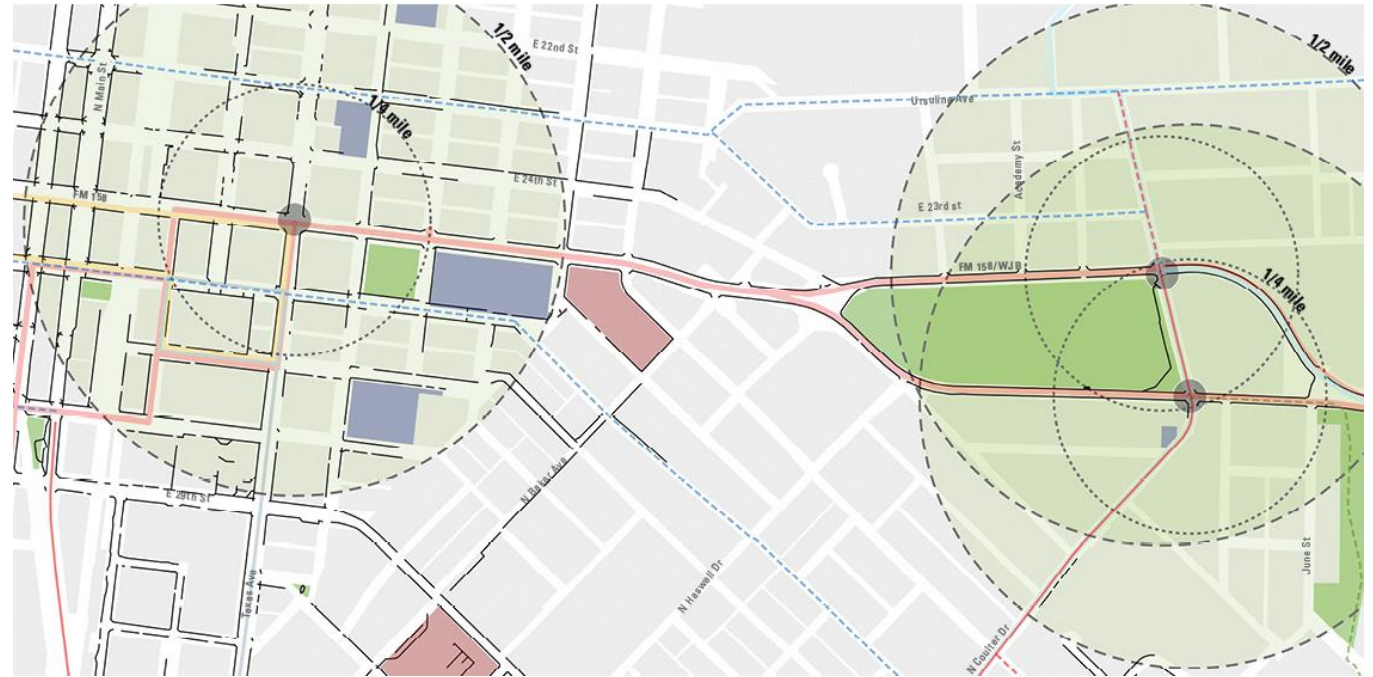 1/2 mile
1/2 mile
E 22nd St
N Main St
1/4 mile
Ursuline Ave
Academy St
E 24th St
FM 158
E 23rd st
FM 158/WJB
1/4 mile
N Baker Ave
E 29th St
June St
Texas Ave
N Haswell Dr
N Coulter Dr